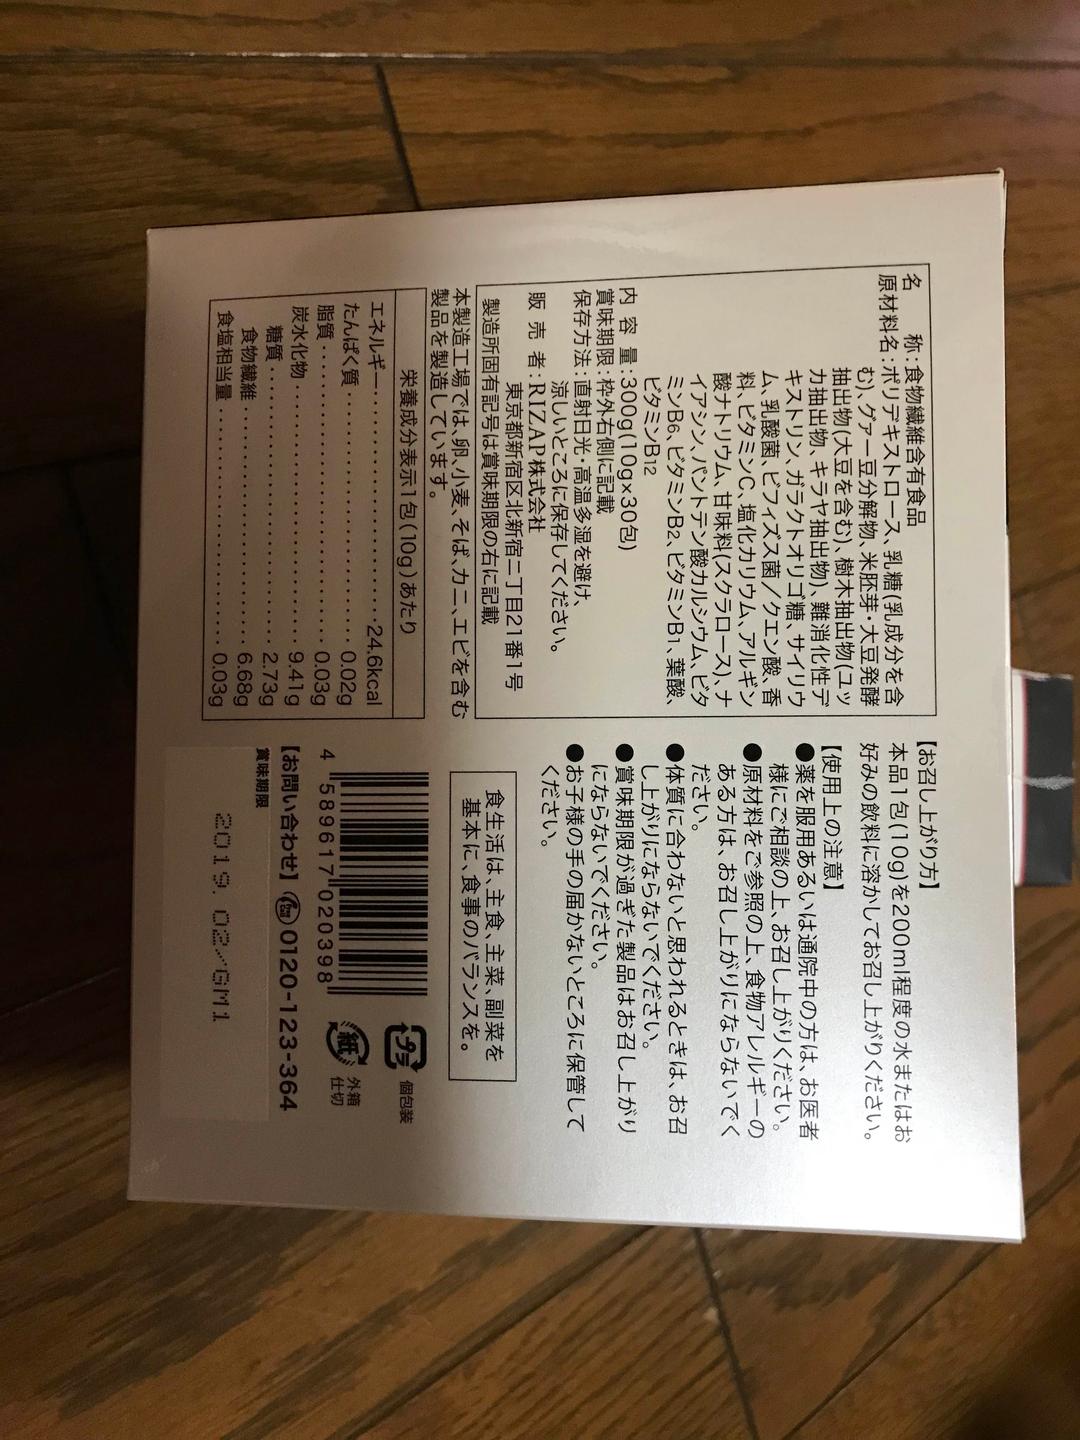 名　　称:食物繊維含有食品
原材料名:ポリデキストロース、乳糖(乳成分を含
む)、グァー豆分解物、米胚芽・大豆発酵
抽出物(大豆を含む)、樹木抽出物(ユッ
カ抽出物、キラヤ抽出物)、難消化性デ
キストリン、ガラクトオリゴ糖、サイリウ
ム、乳酸菌、ビフィズス菌／クエン酸、香
料、ビタミンC、塩化カリウム、アルギン
酸ナトリウム、甘味料(スクラロース)、ナ
イアシン、パントテン酸カルシウム、ビタ
ミンB6、ビタミンB2、ビタミンB1、葉酸、
ビタミンB12
内 容 量:300g(10g×30包)
賞味期限:枠外右側に記載
保存方法:直射日光・高温多湿を避け、
涼しいところに保存してください。
販 売 者:RIZAP株式会社
東京都新宿区北新宿二丁目21番1号
製造所固有記号は賞味期限の右に記載
本製造工場では、卵、小麦、そば、カニ、エビを含む
製品を製造しています。
栄養成分表示1包(10g)あたり
エネルギー……………………24.6kcal
たんぱく質……………………0.02g
脂質……………………0.03g
炭水化物……………………9.41g
糖質……………………2.73g
食物繊維……………………6.68g
食塩相当量……………………0.03g
【お召し上がり方】
本品1包(10g)を200ml程度の水またはお
好みの飲料に溶かしてお召し上がりください。
【使用上の注意】
●薬を服用あるいは通院中の方は、お医者
様にご相談の上、お召し上がりください。
●原材料をご参照の上、食物アレルギーの
ある方は、お召し上がりにならないでく
ださい。
●体質に合わないと思われるときは、お召
し上がりにならないでください。
●賞味期限が過ぎた製品はお召し上がり
にならないでください。
●お子様の手の届かないところに保管して
ください。
食生活は、主食、主菜、副菜を
基本に、食事のバランスを。
4 589617 020398
プラ 個包装
紙 外箱
仕切
【お問い合わせ】0120-123-364
賞味期限
2019. 02/GM1